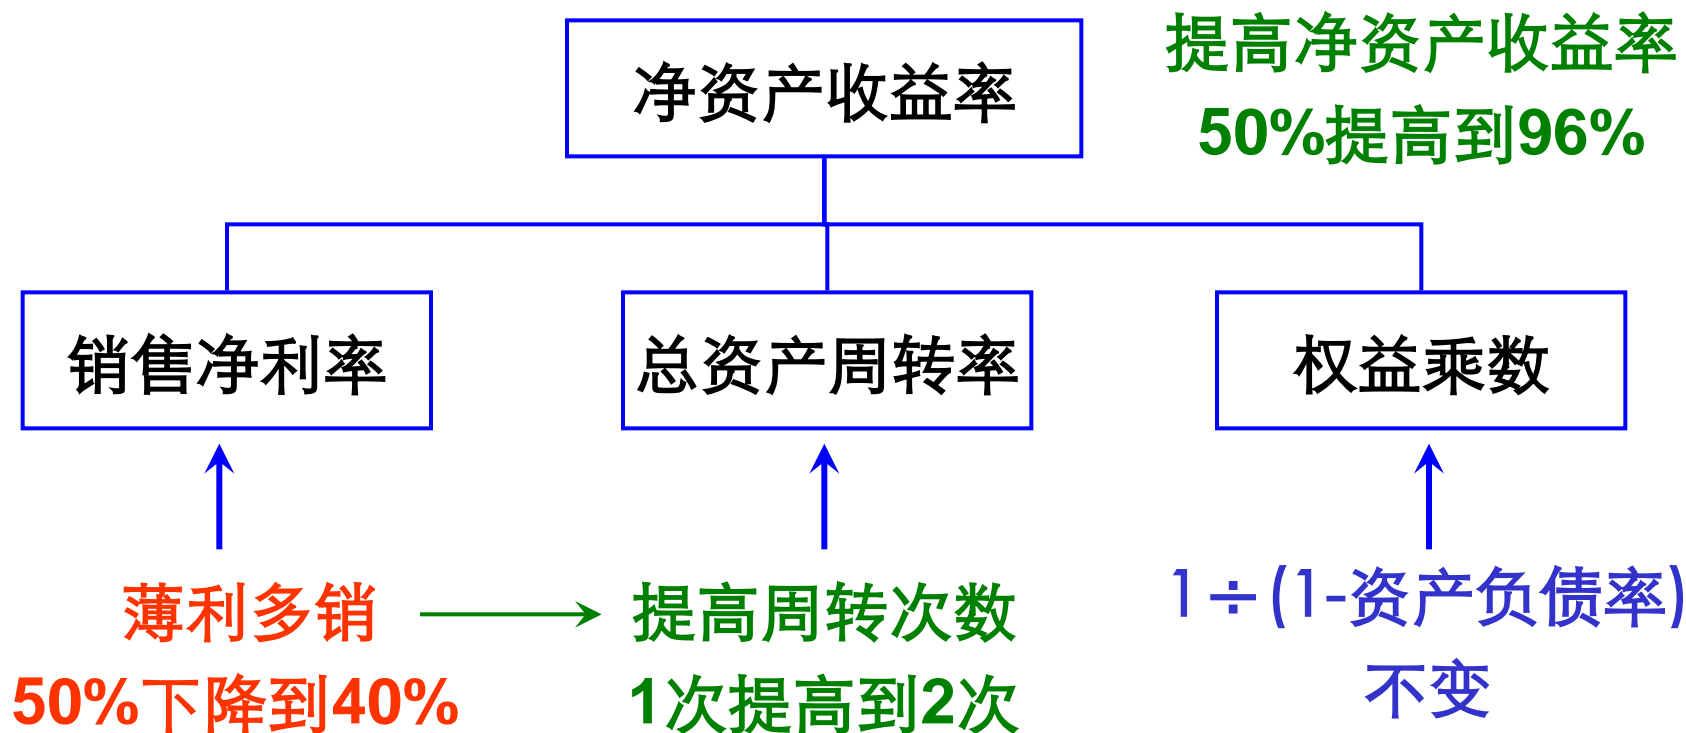 净资产收益率
提高净资产收益率
50%提高到96%
销售净利率
总资产周转率
权益乘数
薄利多销
50%下降到40%
提高周转次数
1次提高到2次
1÷(1-资产负债率)
不变